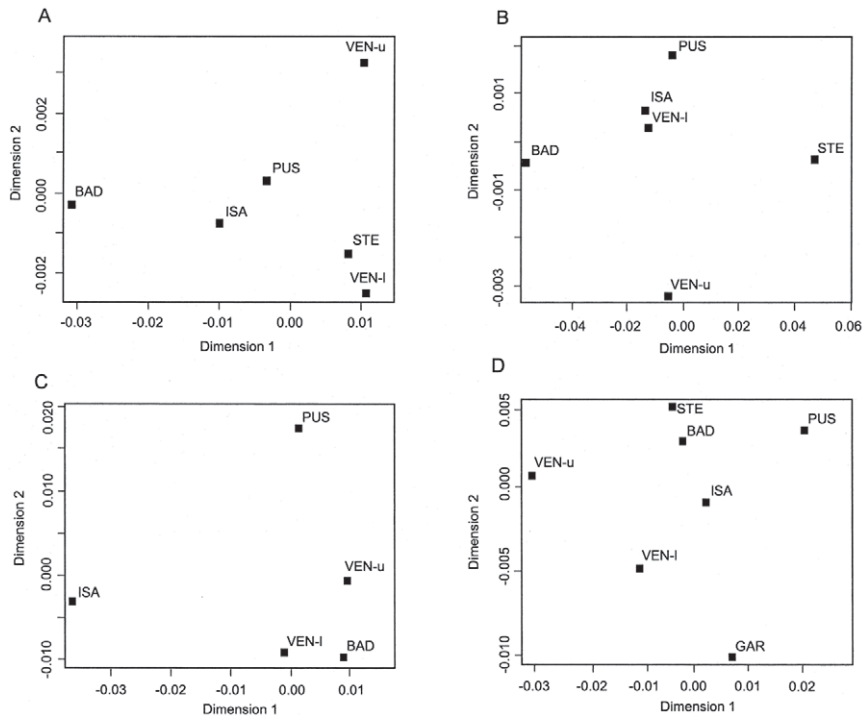 A
VEN-u
PUS
BAD
ISA
STE
VEN-l
Dimension 2
0.002
0.000
-0.002
-0.03
-0.02
-0.01
0.00
0.01
Dimension 1
B
PUS
ISA
VEN-l
BAD
STE
VEN-u
Dimension 2
0.001
-0.001
-0.003
-0.04
-0.02
0.00
0.02
0.04
0.06
Dimension 1
C
PUS
VEN-u
ISA
VEN-l
BAD
Dimension 2
0.020
0.010
0.000
-0.010
-0.03
-0.02
-0.01
0.00
0.01
Dimension 1
D
STE
PUS
BAD
VEN-u
ISA
VEN-l
GAR
Dimension 2
0.005
0.000
-0.005
-0.010
-0.03
-0.02
-0.01
0.00
0.01
0.02
Dimension 1